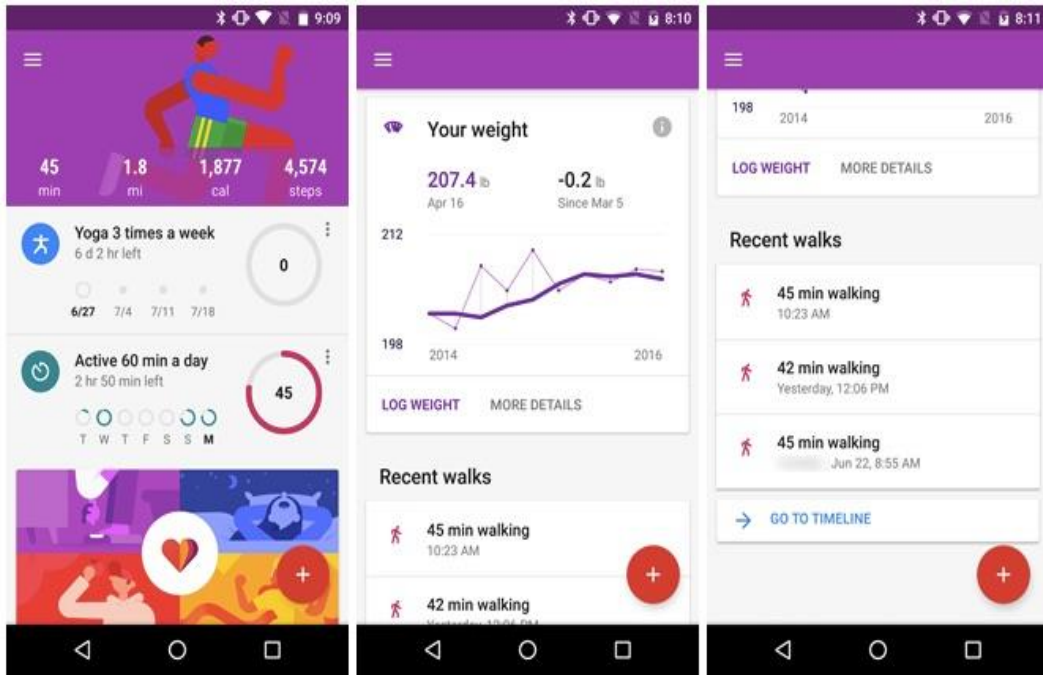 9:09
45 1.8 1,877 4,574
min mi cal steps
Yoga 3 times a week
6 d 2 hr left
0
6/27 7/4 7/11 7/18
Active 60 min a day
2 hr 50 min left
45
T W T F S S M
+
8:10
Your weight
207.4 lb -0.2 lb
Apr 16 Since Mar 5
212
198
2014 2016
LOG WEIGHT MORE DETAILS
Recent walks
45 min walking
10:23 AM
42 min walking
Yesterday, 12:06 PM
+
8:11
198
2014 2016
LOG WEIGHT MORE DETAILS
Recent walks
45 min walking
10:23 AM
42 min walking
Yesterday, 12:06 PM
45 min walking
Jun 22, 8:55 AM
GO TO TIMELINE
+